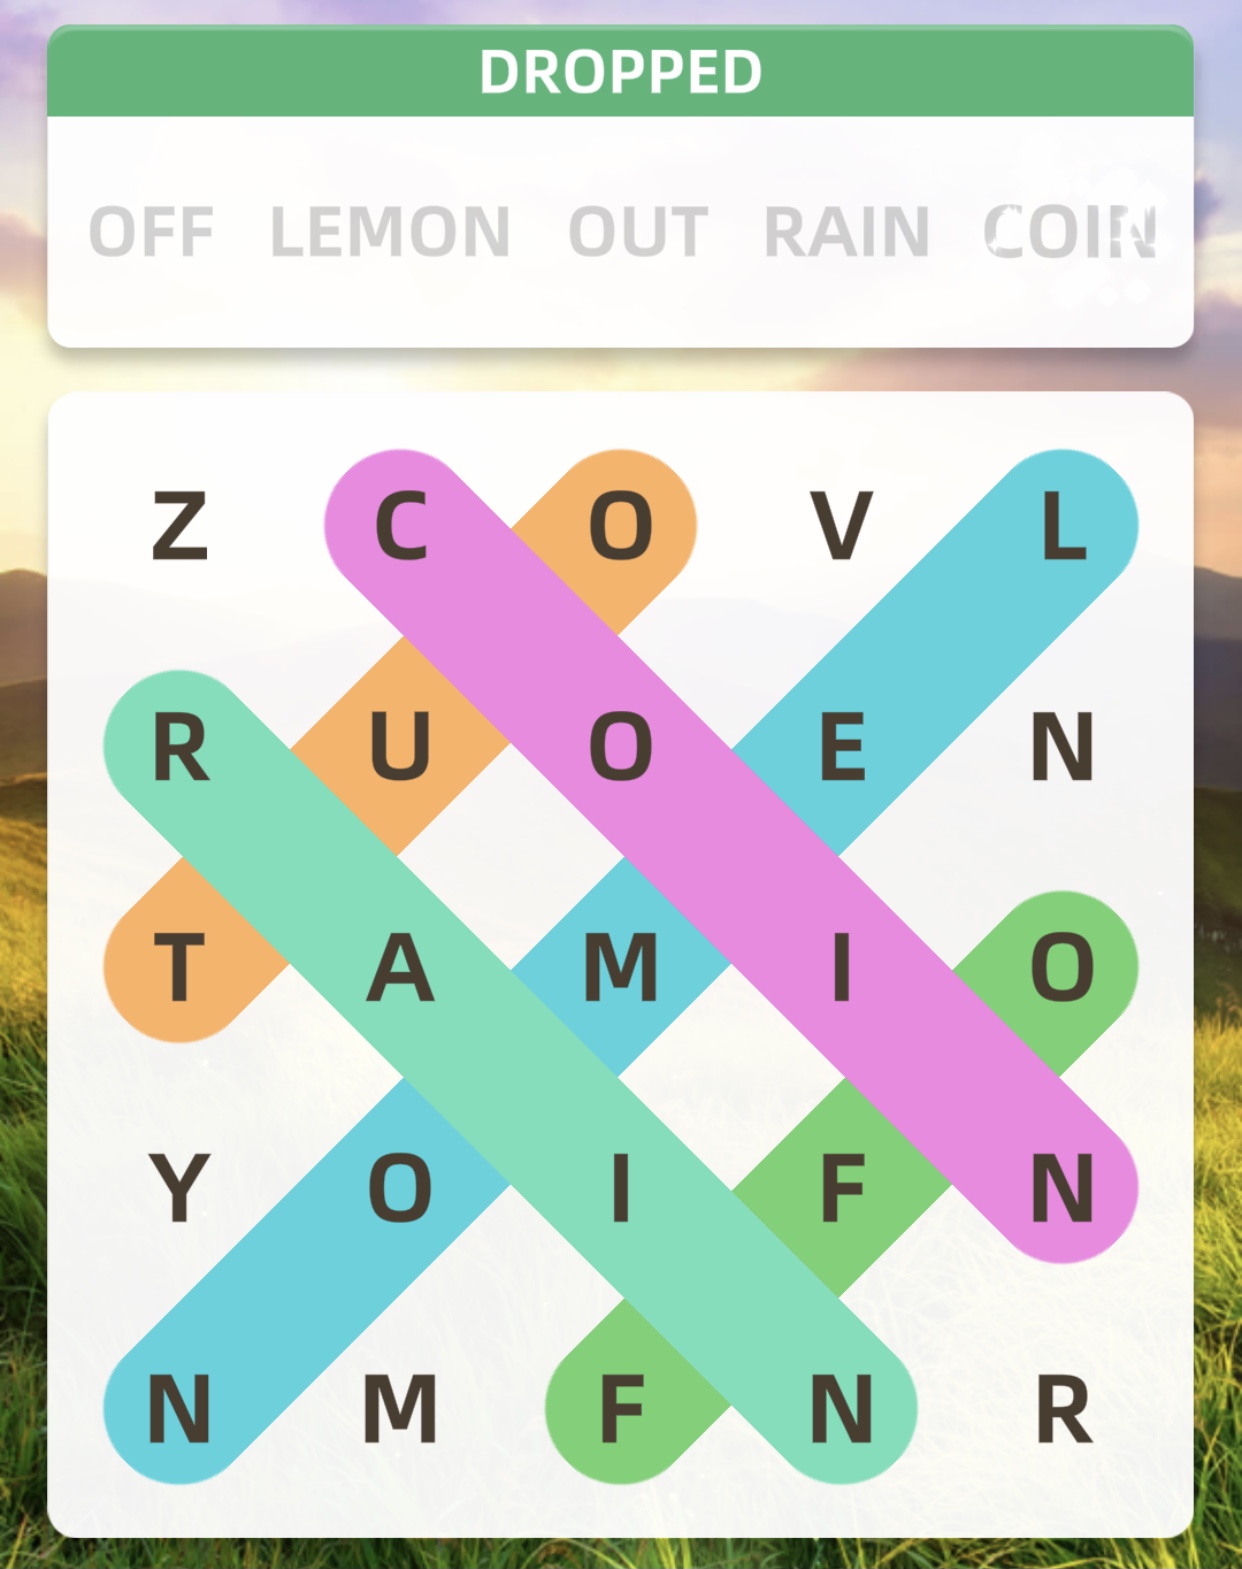 DROPPED
OFF LEMON OUT RAIN COIN
Z C O V L
R U O E N
T A M I O
Y O I F N
N M F N R